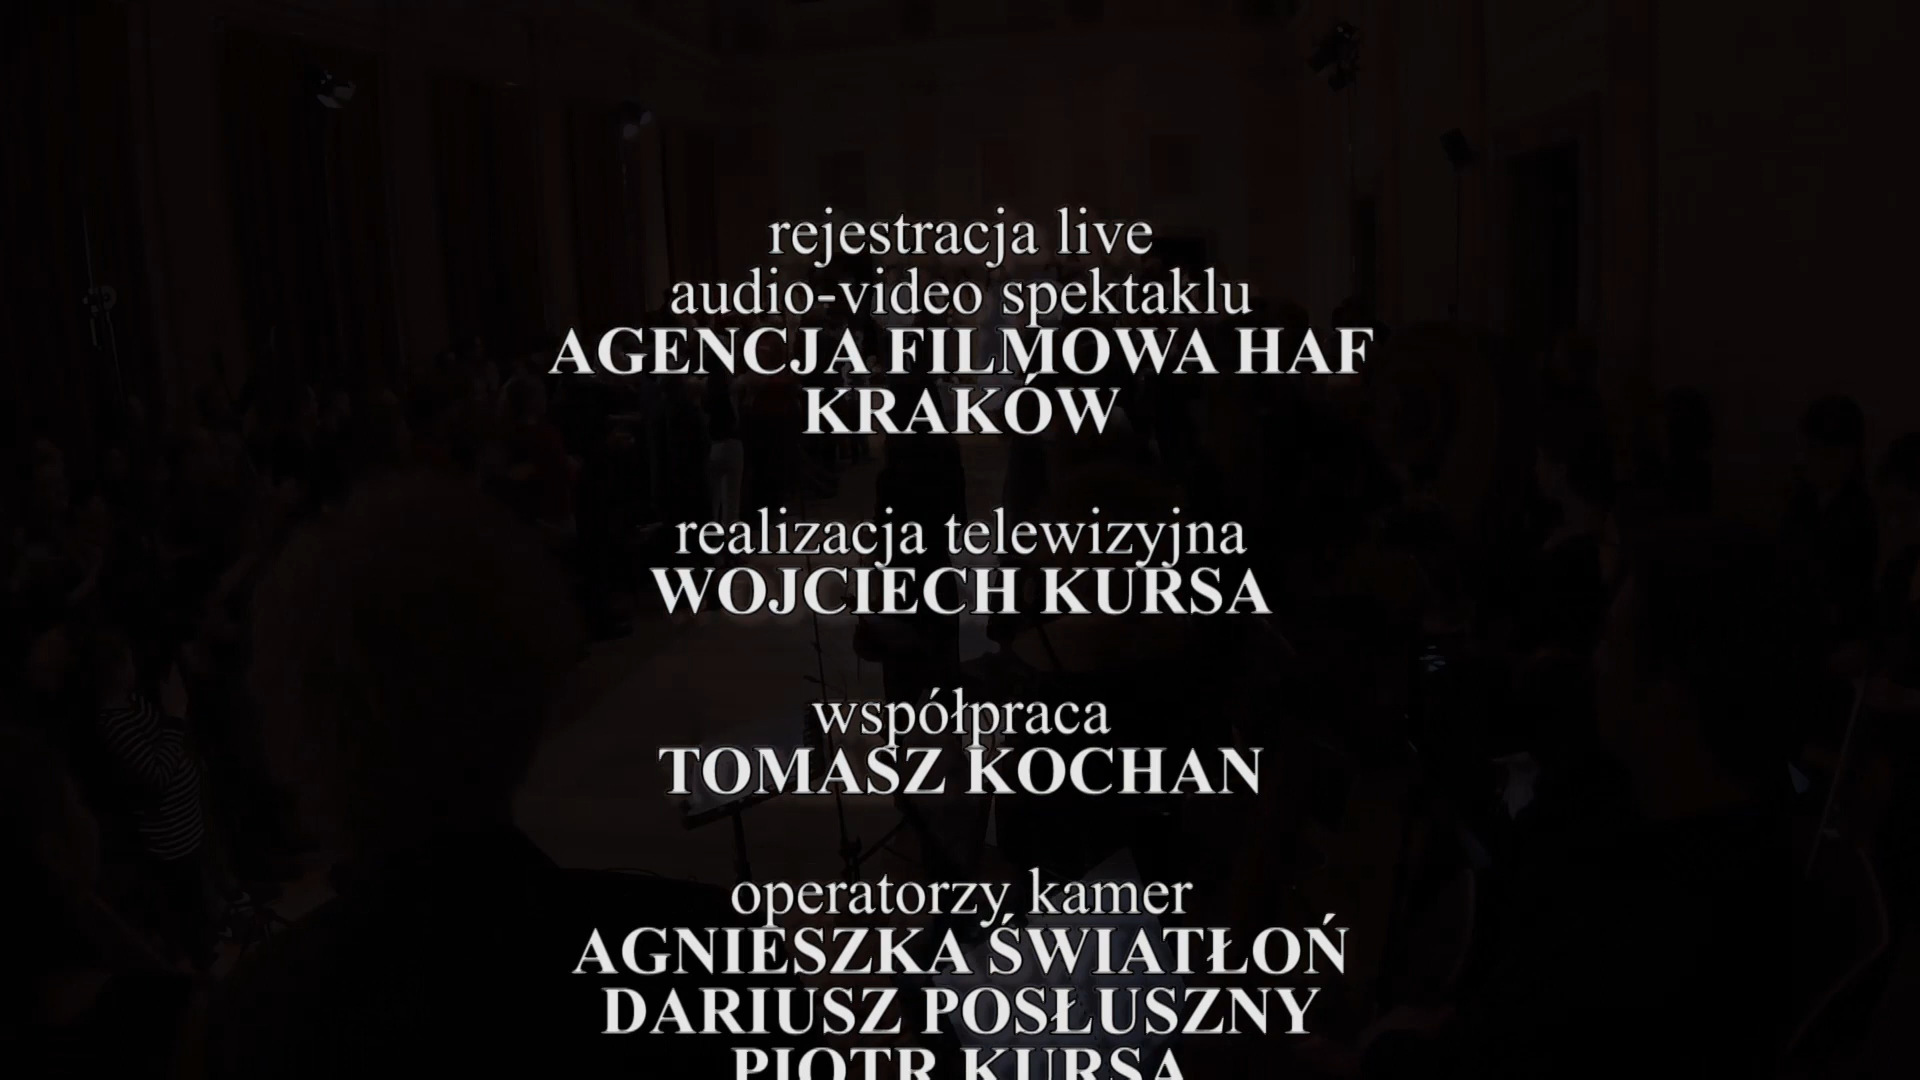 rejestracja live
audio-video spektaklu
AGENCJA FILMOWA HAF
KRAKÓW
realizacja telewizyjna
WOJCIECH KURSA
współpraca
TOMASZ KOCHAN
operatorzy kamer
AGNIESZKA ŚWIATŁOŃ
DARIUSZ POSŁUSZNY
PIOTR KURSA